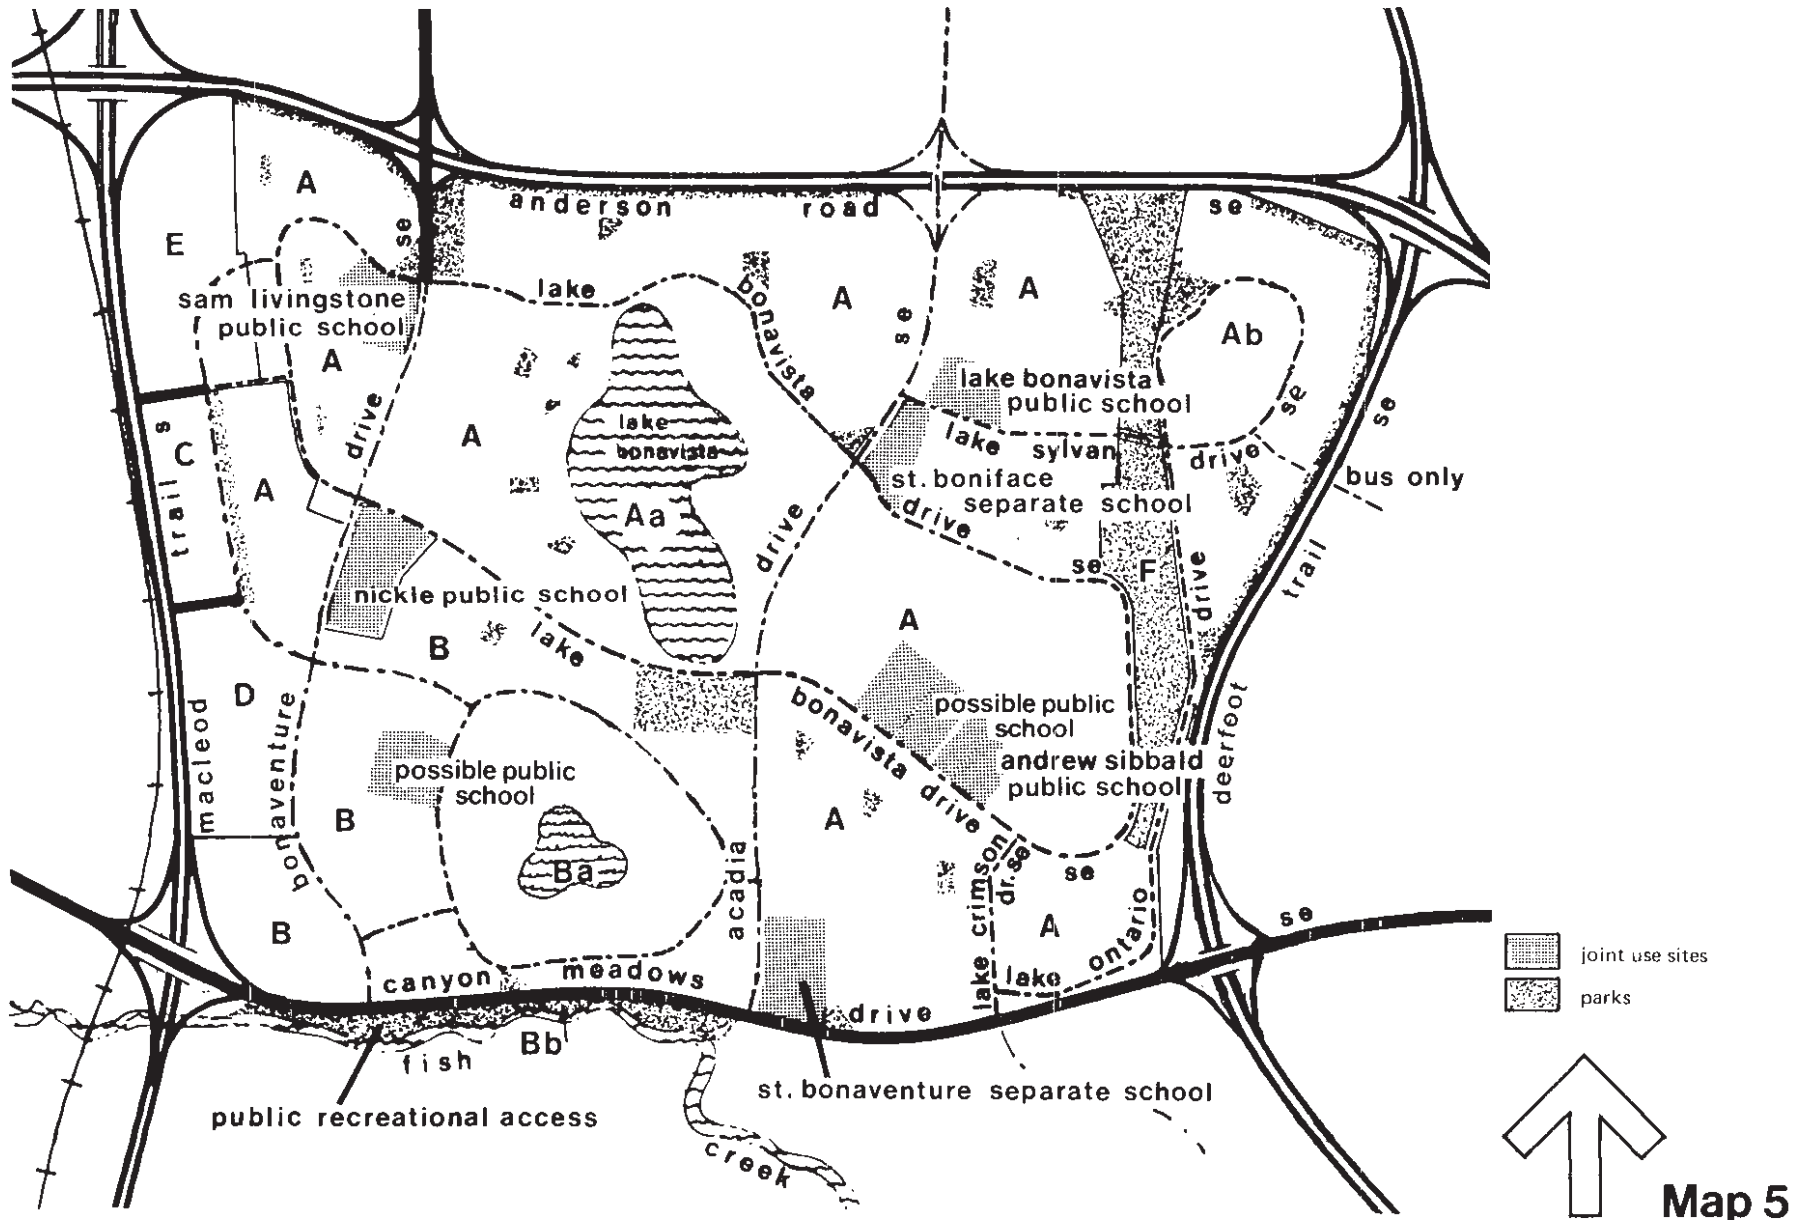 A
anderson road se
se
E
lake bonavista
A
A
sam livingstone
public school
Ab
A
se
lake bonavista
public school
se
se
drive
lake
bonavista
A
lake sylvan drive
bus only
trail s
C
A
st. boniface
separate school
Aa
drive
drive
se
F
drive
trail
nickle public school
A
B
lake
D
bonavista drive se
possible public
school
andrew sibbald
public school
deerfoot
macleod
bonaventure
possible public
school
B
A
Ba
acadia
lake crimson
dr. se
A
B
lake ontario
se
canyon meadows drive
joint use sites
parks
Bb
fish
creek
st. bonaventure separate school
public recreational access
Map 5